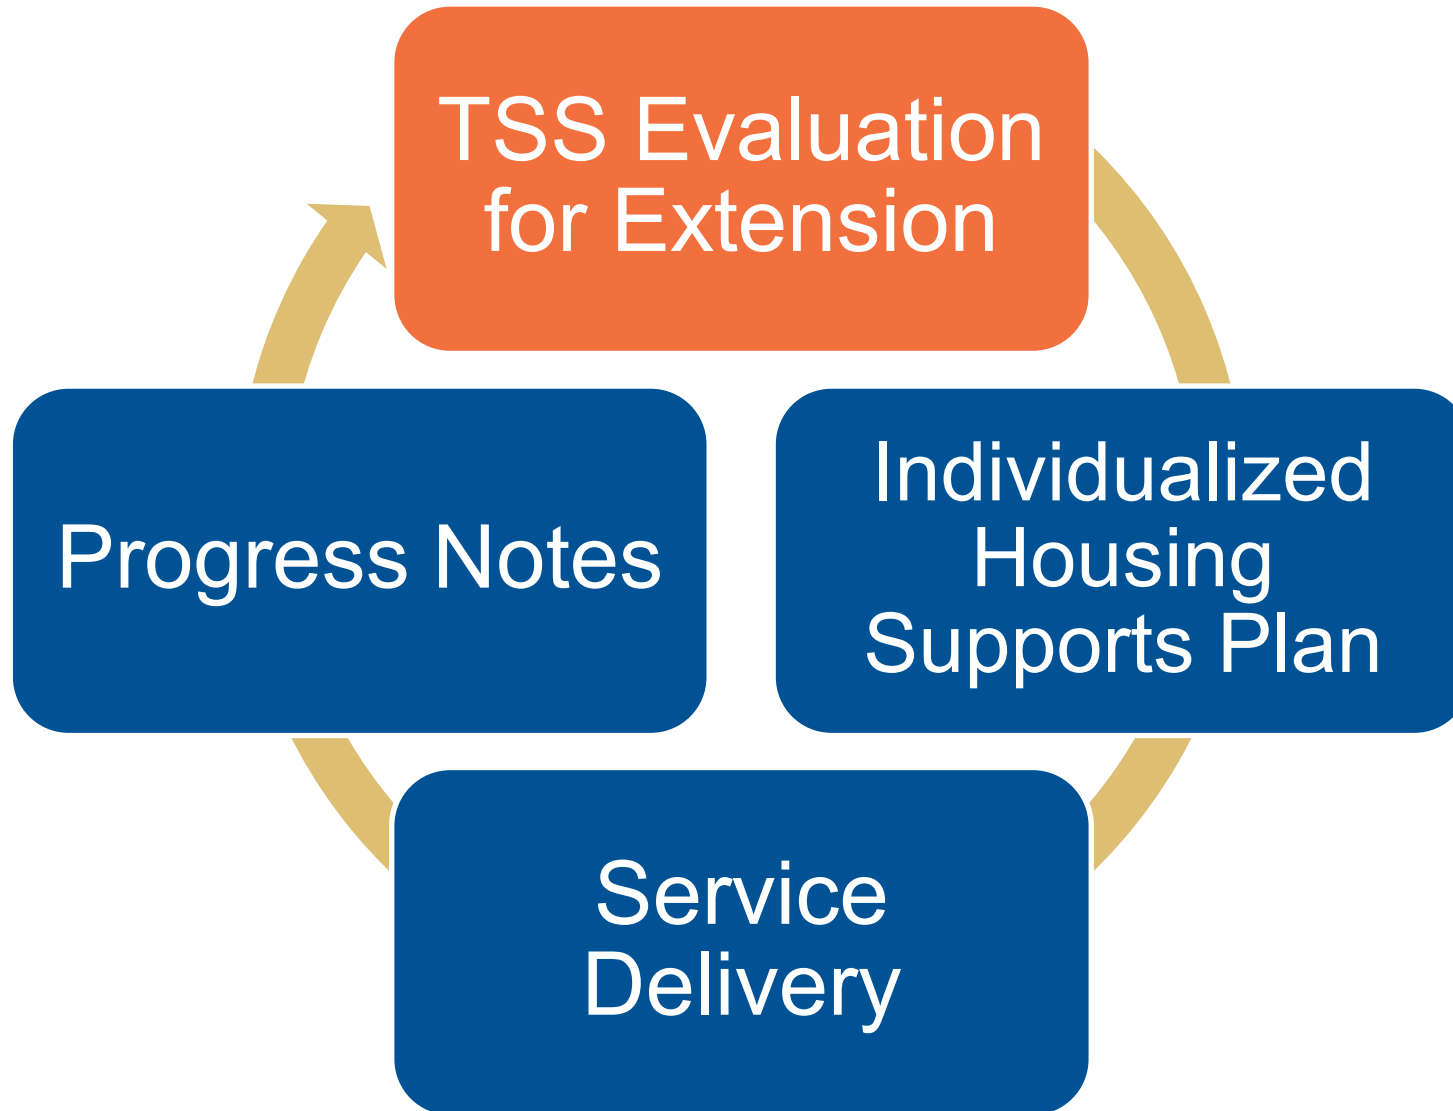 TSS Evaluation
for Extension
Individualized
Housing
Supports Plan
Service
Delivery
Progress Notes